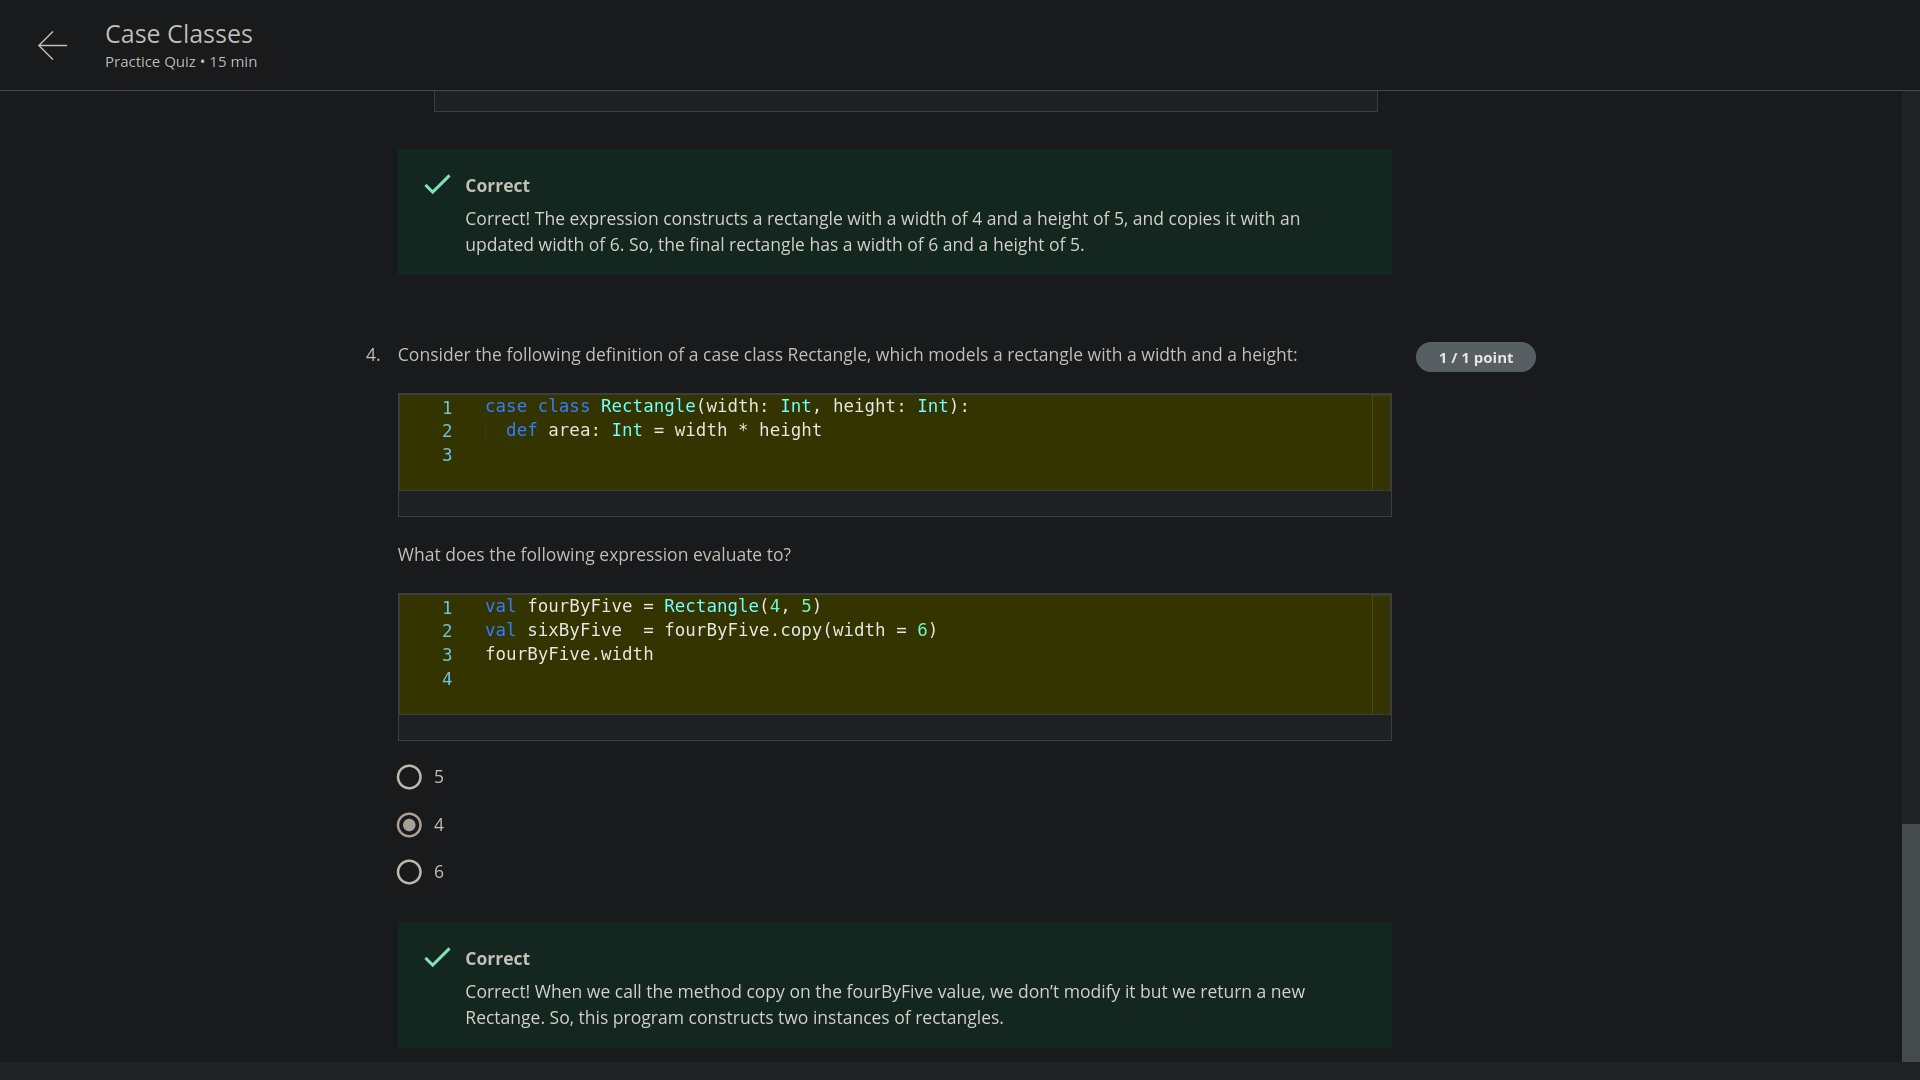 Case Classes
Practice Quiz • 15 min
Correct
Correct! The expression constructs a rectangle with a width of 4 and a height of 5, and copies it with an
updated width of 6. So, the final rectangle has a width of 6 and a height of 5.
4. Consider the following definition of a case class Rectangle, which models a rectangle with a width and a height:
1 / 1 point
1 case class Rectangle(width: Int, height: Int):
2   def area: Int = width * height
3
What does the following expression evaluate to?
1 val fourByFive = Rectangle(4, 5)
2 val sixByFive  = fourByFive.copy(width = 6)
3 fourByFive.width
4
5
4
6
Correct
Correct! When we call the method copy on the fourByFive value, we don’t modify it but we return a new
Rectange. So, this program constructs two instances of rectangles.